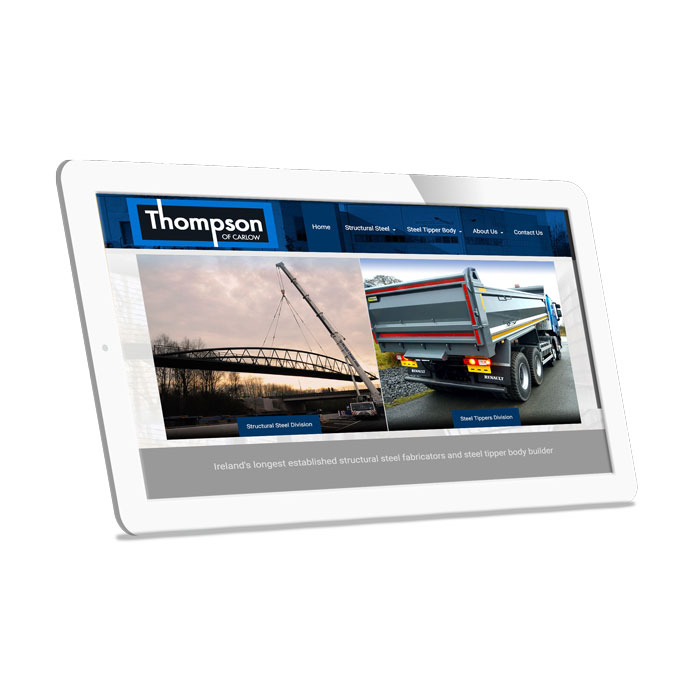 Thompson
OF CARLOW
Home
Structural Steel
Steel Tipper Body
About Us
Contact Us
RENAULT
Structural Steel Division
Steel Tippers Division
Ireland's longest established structural steel fabricators and steel tipper body builder